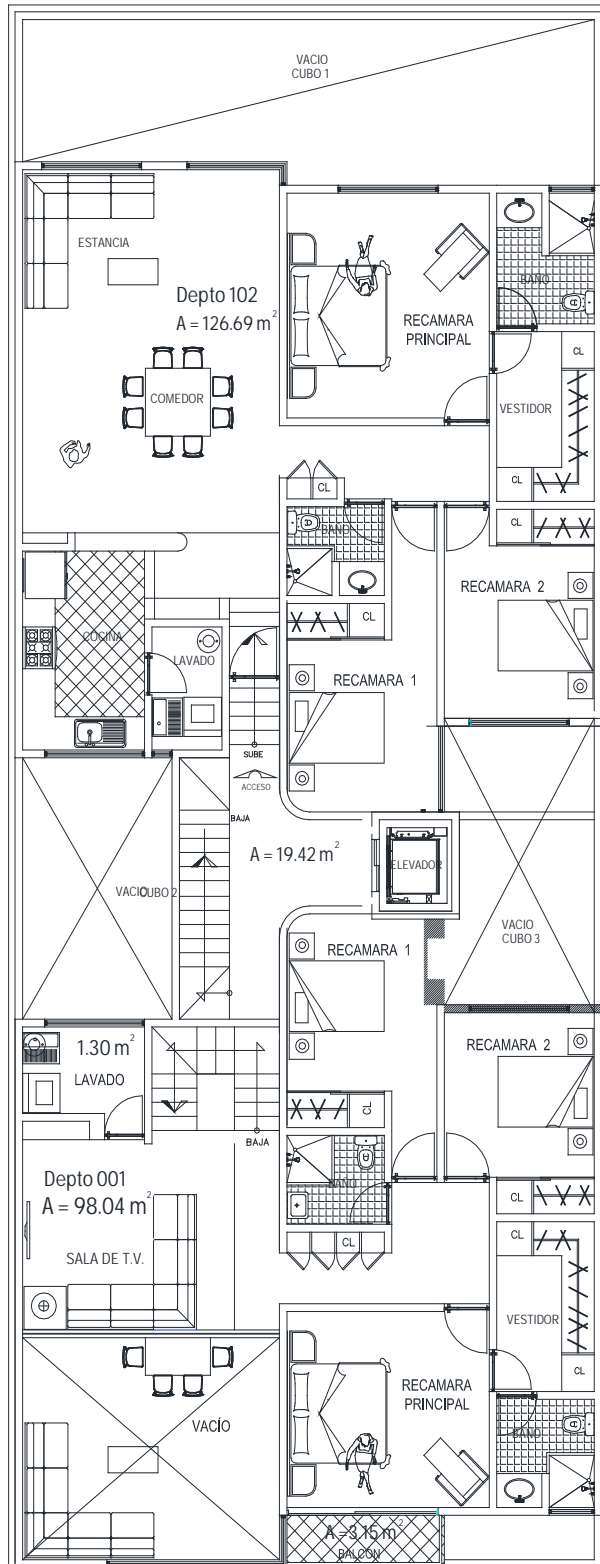 VACIO
CUBO 1
ESTANCIA
Depto 102
A = 126.69 m²
RECAMARA
PRINCIPAL
BAÑO
CL
COMEDOR
VESTIDOR
CL
CL
CL
BAÑO
RECAMARA 2
CL
COCINA
LAVADO
RECAMARA 1
SUBE
ACCESO
BAJA
A = 19.42 m²
ELEVADOR
VACIO
CUBO 2
VACIO
CUBO 3
RECAMARA 1
1.30 m²
LAVADO
RECAMARA 2
BAJA
CL
BAÑO
Depto 001
A = 98.04 m²
CL
CL
CL
SALA DE T.V.
VESTIDOR
CL
RECAMARA
PRINCIPAL
VACÍO
BAÑO
A =3.15 m²
BALCON